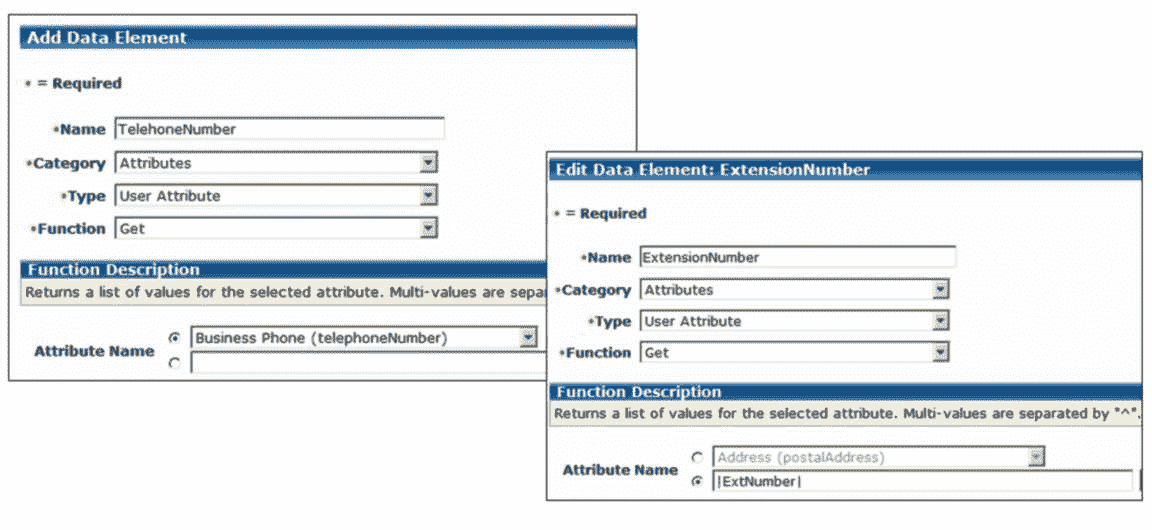 Add Data Element
* = Required
*Name TelehoneNumber
*Category Attributes
*Type User Attribute
*Function Get
Function Description
Returns a list of values for the selected attribute. Multi-values are sepa
Attribute Name Business Phone (telephoneNumber)
Edit Data Element: ExtensionNumber
* = Required
*Name ExtensionNumber
*Category Attributes
*Type User Attribute
*Function Get
Function Description
Returns a list of values for the selected attribute. Multi-values are separated by "^".
Address (postalAddress)
Attribute Name
|ExtNumber|